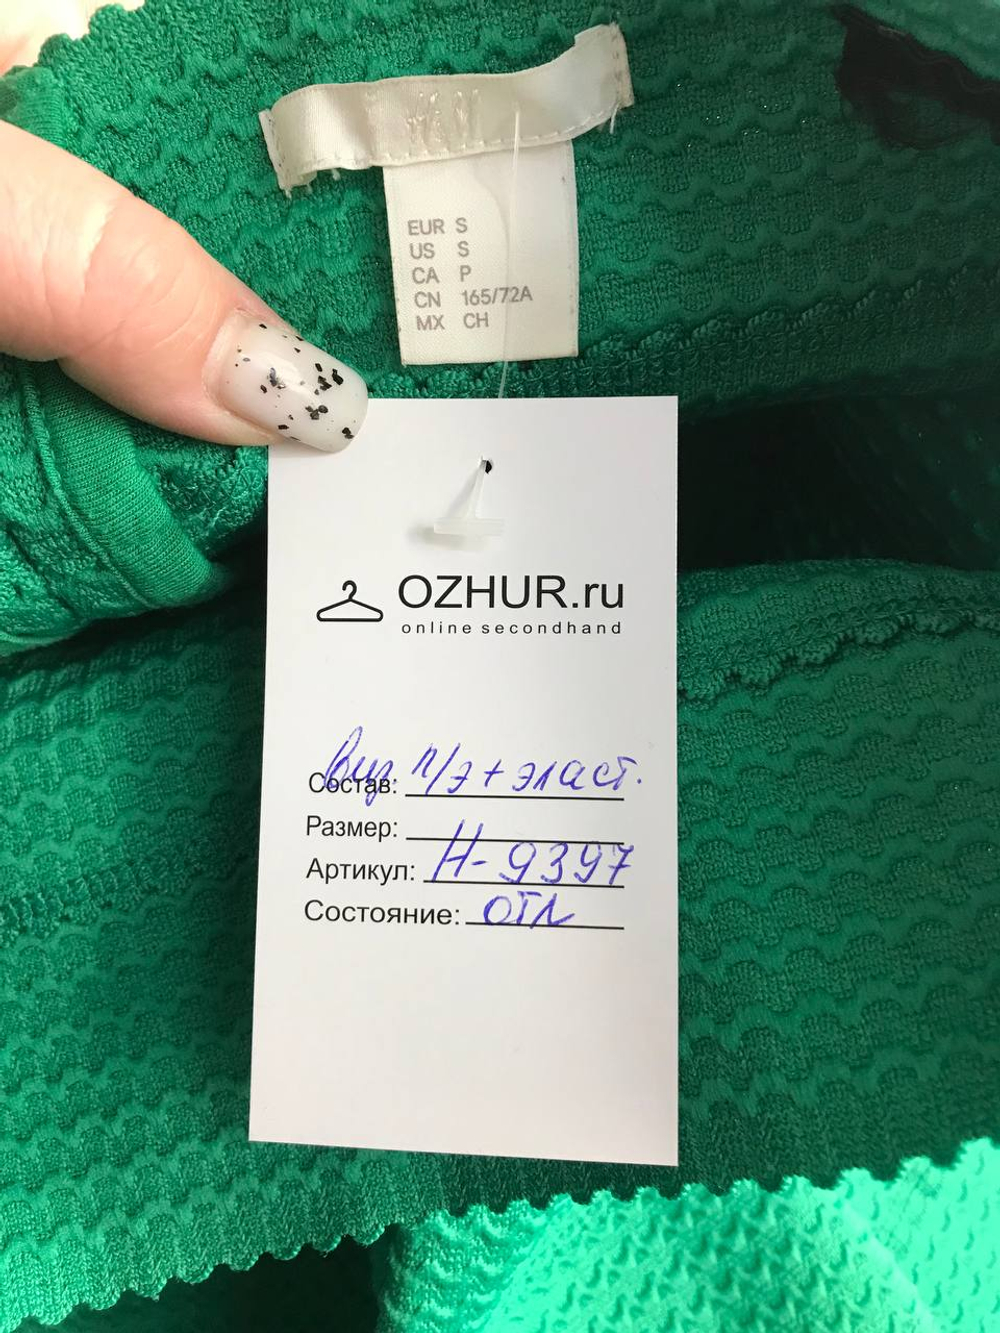 H&M
EUR S
US S
CA P
CN 165/72A
MX CH
OZHUR.ru
online secondhand
Состав: Виз п/э + эласт.
Размер:
Артикул: Н-9397
Состояние: отл